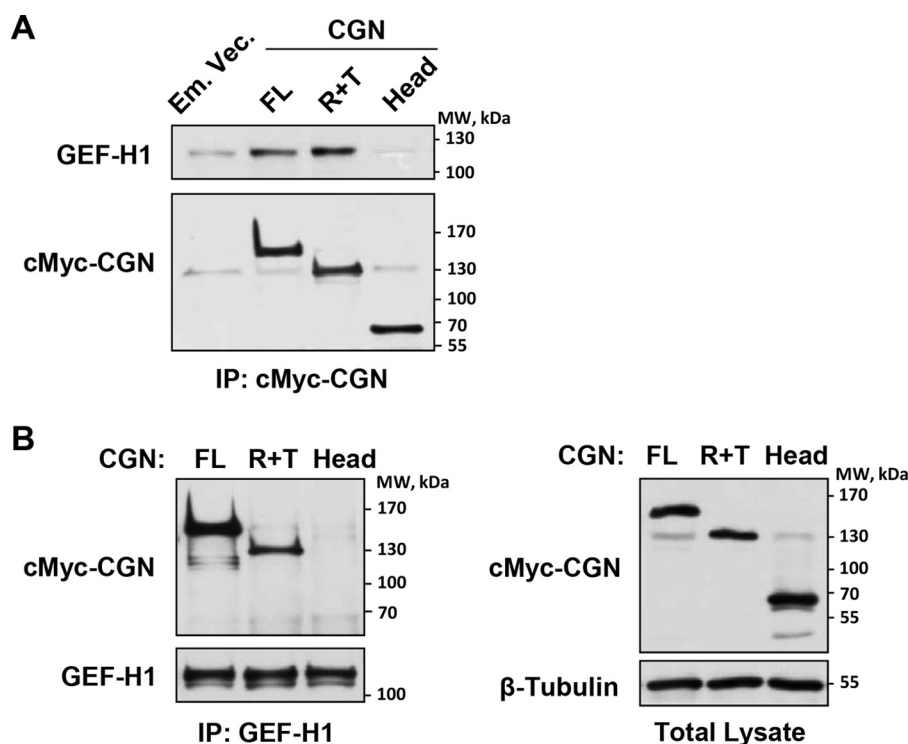 A
CGN
Em. Vec. FL R+T Head
MW, kDa
GEF-H1
130
100
cMyc-CGN
170
130
100
70
55
IP: cMyc-CGN
B
CGN: FL R+T Head
MW, kDa
cMyc-CGN
170
130
100
70
GEF-H1
100
IP: GEF-H1
CGN: FL R+T Head
MW, kDa
cMyc-CGN
170
130
100
70
55
β-Tubulin
55
Total Lysate